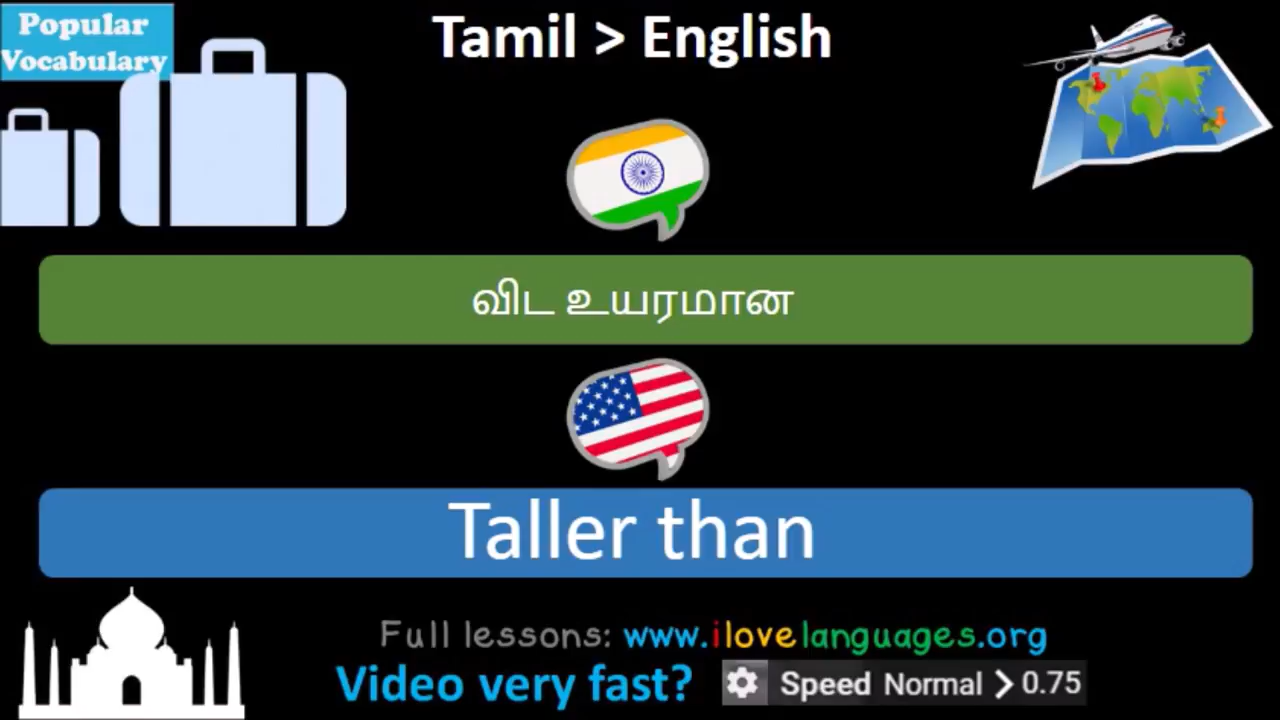 Popular
Vocabulary
Tamil > English
விட உயரமான
Taller than
Full lessons: www.ilovelanguages.org
Video very fast? Speed Normal > 0.75